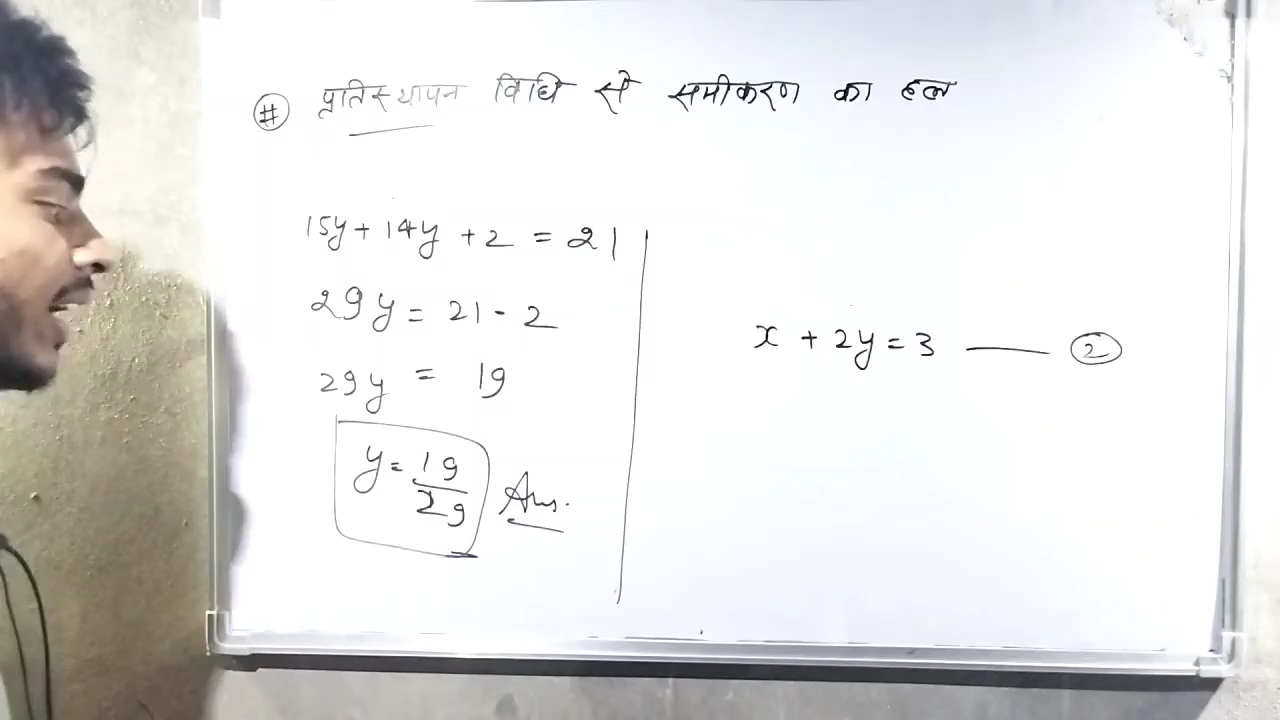 # प्रतिस्थापन विधि से समीकरण का हल
15y + 14y + 2 = 21
29y = 21 - 2
29y = 19
y = 19/29 Ans.
x + 2y = 3 —— 2